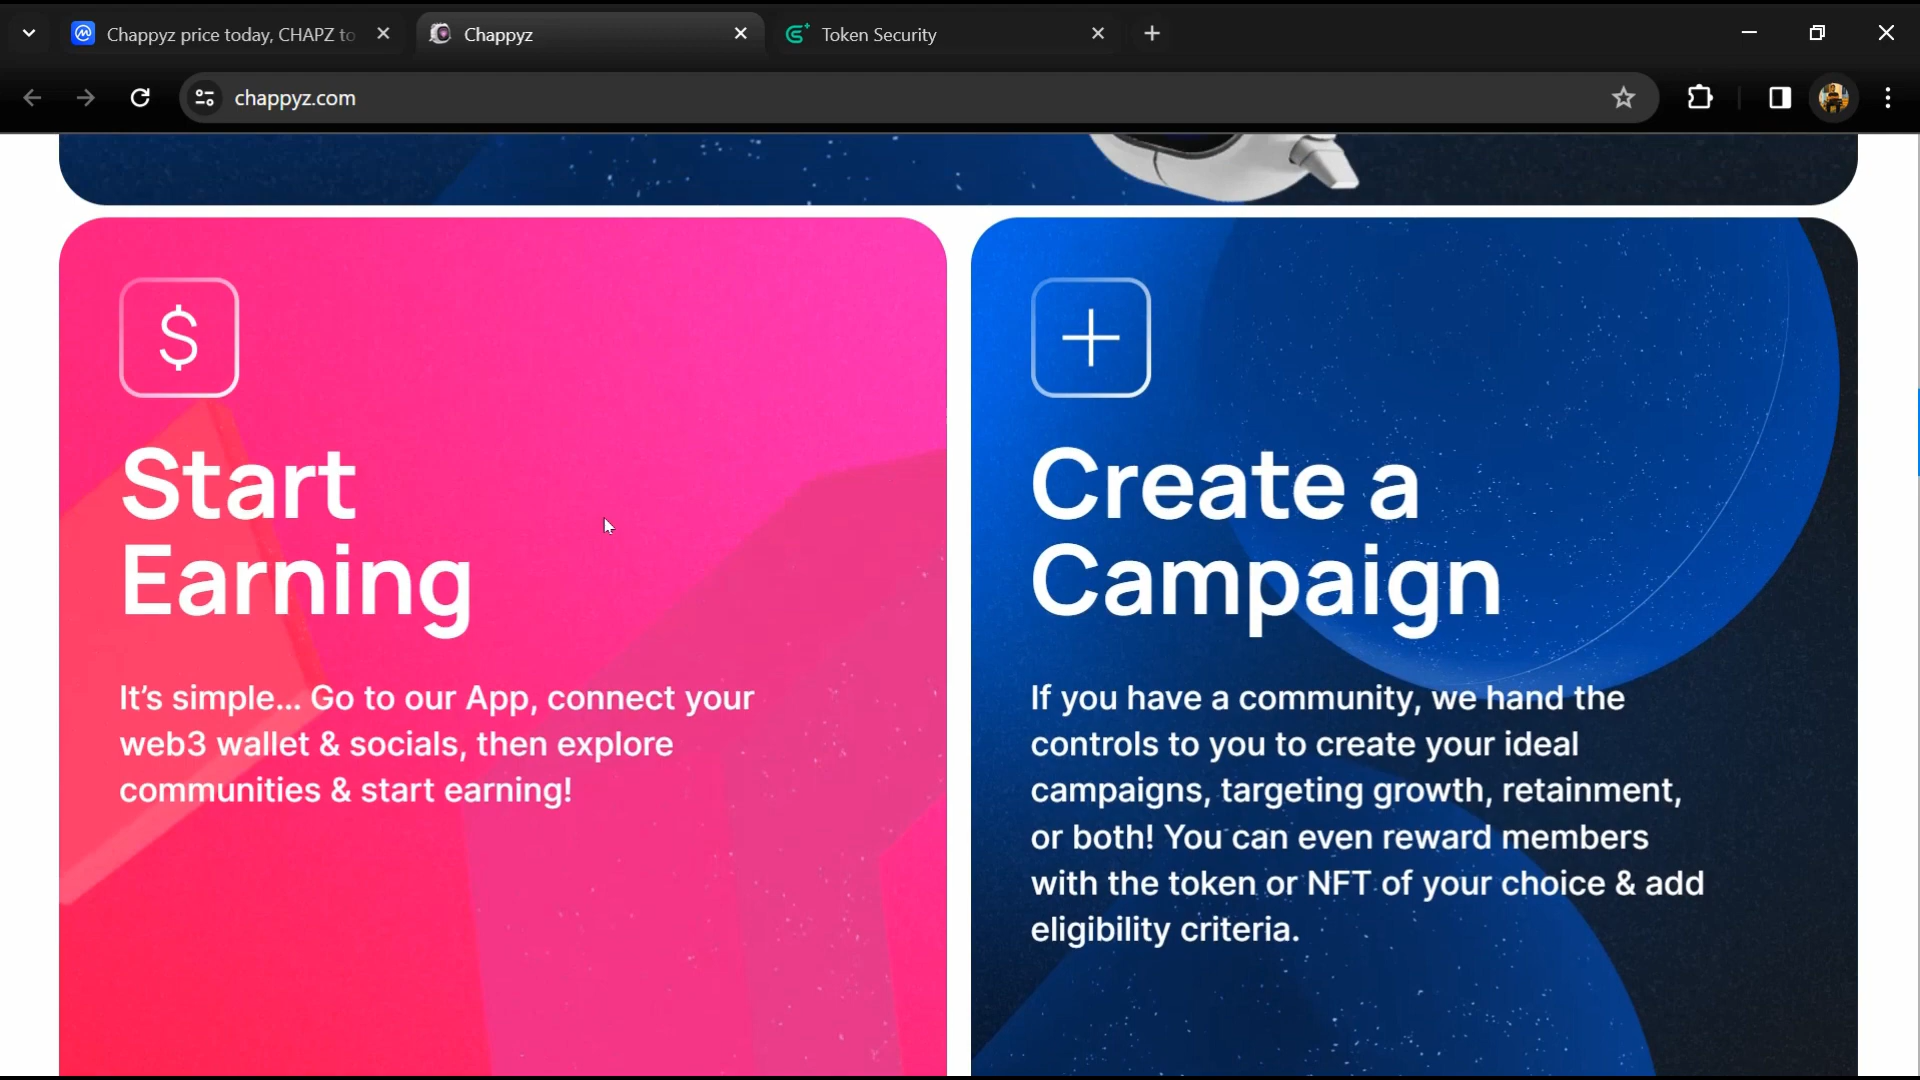 Chappyz price today, CHAPZ to
Chappyz
Token Security
chappyz.com
$
Start
Earning
It's simple... Go to our App, connect your
web3 wallet & socials, then explore
communities & start earning!
Create a
Campaign
If you have a community, we hand the
controls to you to create your ideal
campaigns, targeting growth, retainment,
or both! You can even reward members
with the token or NFT of your choice & add
eligibility criteria.